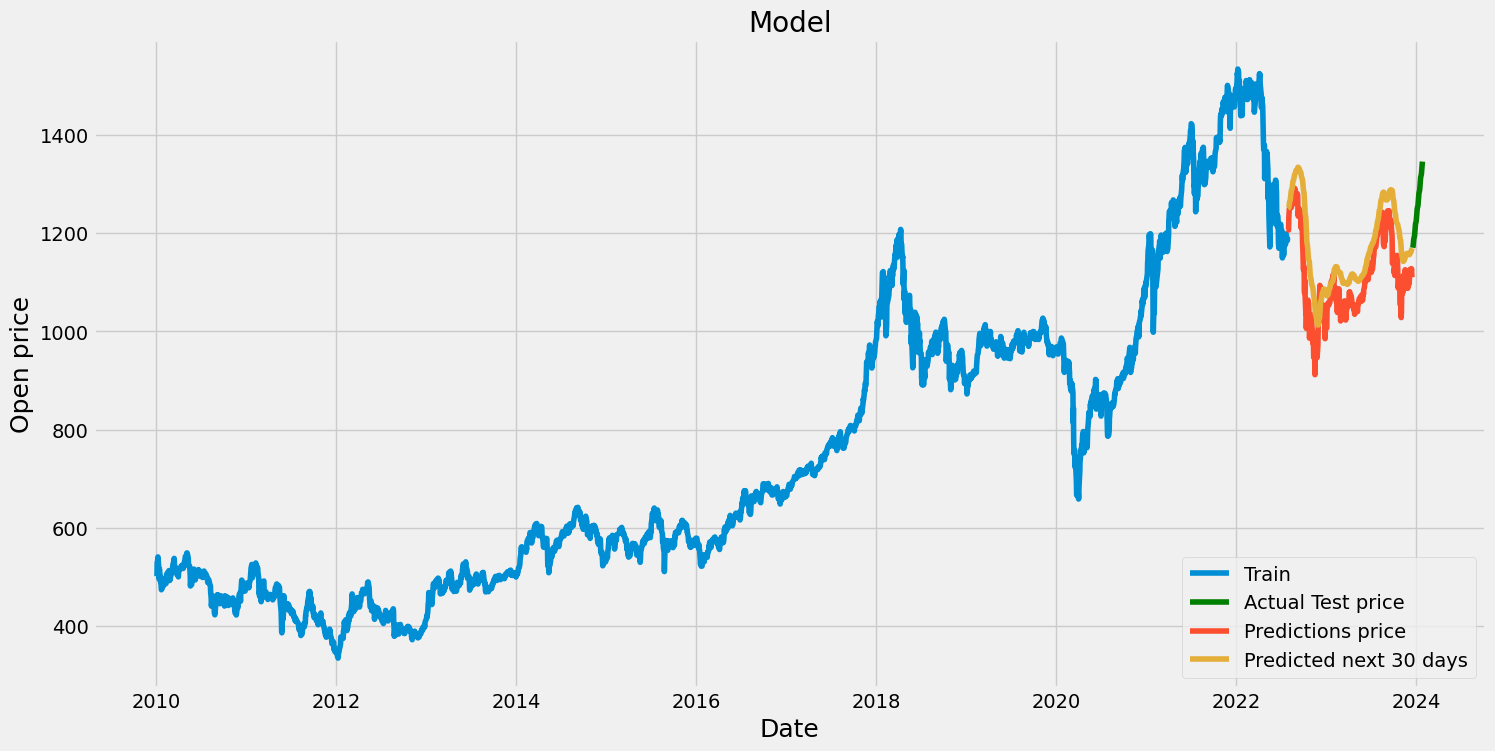 Model
Open price
1400
1200
1000
800
600
400
2010 2012 2014 2016 2018 2020 2022 2024
Date
Train
Actual Test price
Predictions price
Predicted next 30 days